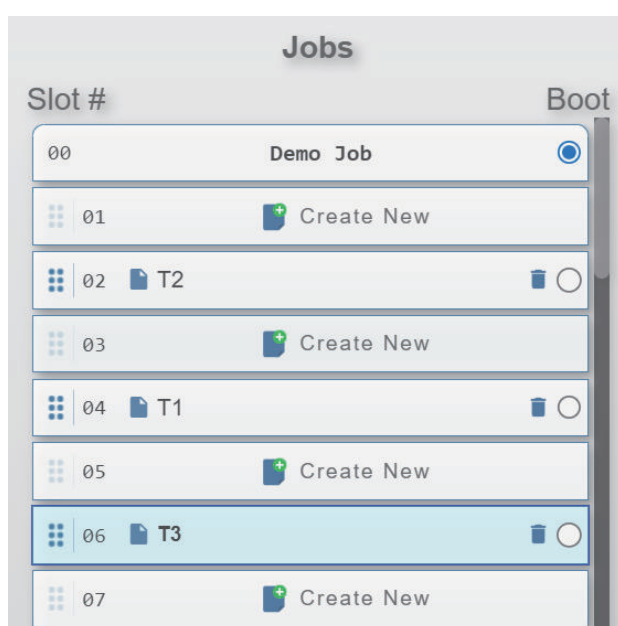 Jobs
Slot # Boot
00 Demo Job
01 Create New
02 T2
03 Create New
04 T1
05 Create New
06 T3
07 Create New